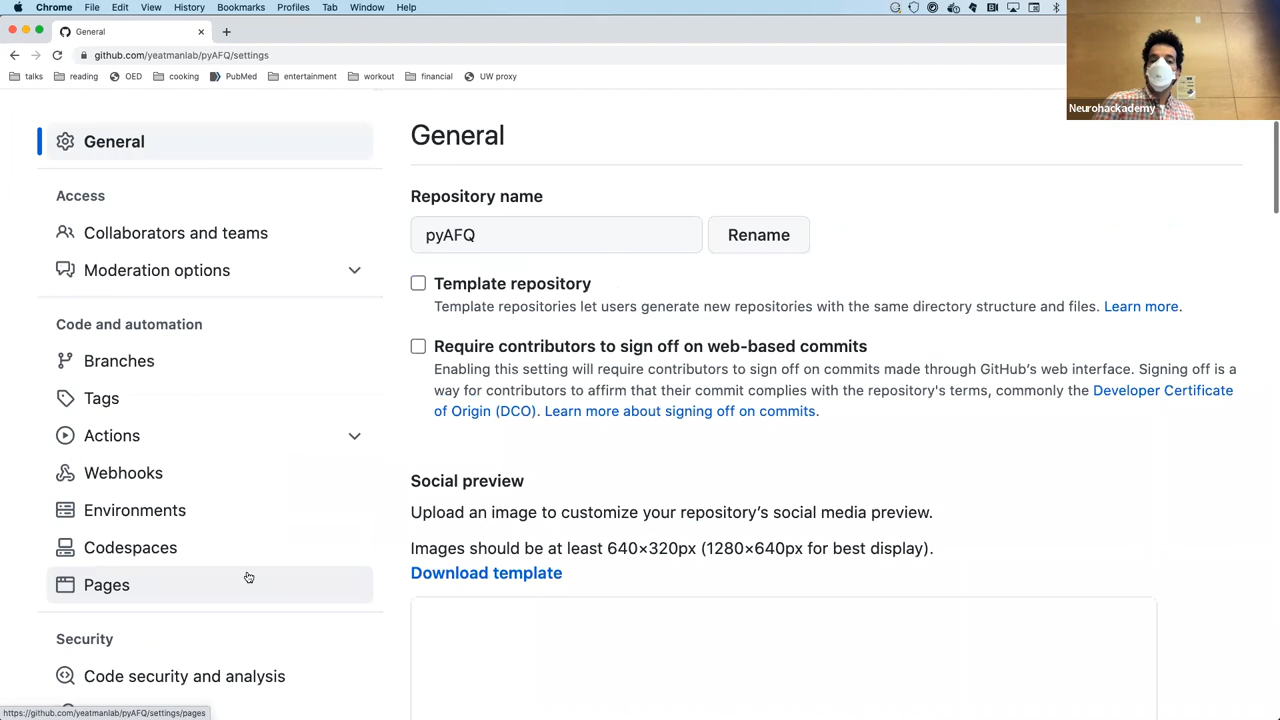 Chrome File Edit View History Bookmarks Profiles Tab Window Help
General
github.com/yeatmanlab/pyAFQ/settings
talks reading OED cooking PubMed entertainment workout financial UW proxy
Neurohackademy
General
Access
Collaborators and teams
Moderation options
Code and automation
Branches
Tags
Actions
Webhooks
Environments
Codespaces
Pages
Security
Code security and analysis
General
Repository name
pyAFQ Rename
Template repository
Template repositories let users generate new repositories with the same directory structure and files. Learn more.
Require contributors to sign off on web-based commits
Enabling this setting will require contributors to sign off on commits made through GitHub's web interface. Signing off is a
way for contributors to affirm that their commit complies with the repository's terms, commonly the Developer Certificate
of Origin (DCO). Learn more about signing off on commits.
Social preview
Upload an image to customize your repository's social media preview.
Images should be at least 640×320px (1280×640px for best display).
Download template
https://github.com/yeatmanlab/pyAFQ/settings/pages